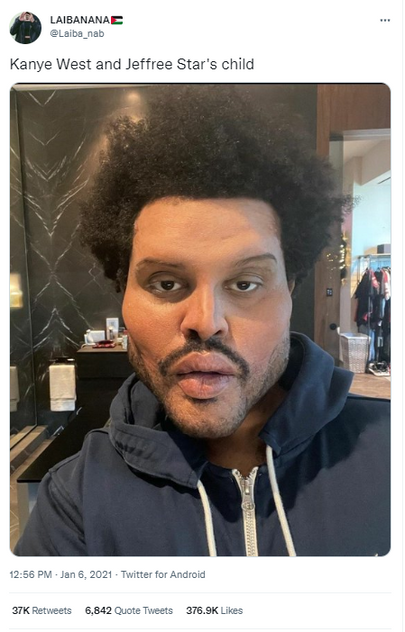 LAIBANANA🇵🇸
@Laiba_nab
Kanye West and Jeffree Star's child
12:56 PM · Jan 6, 2021 · Twitter for Android
37K Retweets 6,842 Quote Tweets 376.9K Likes